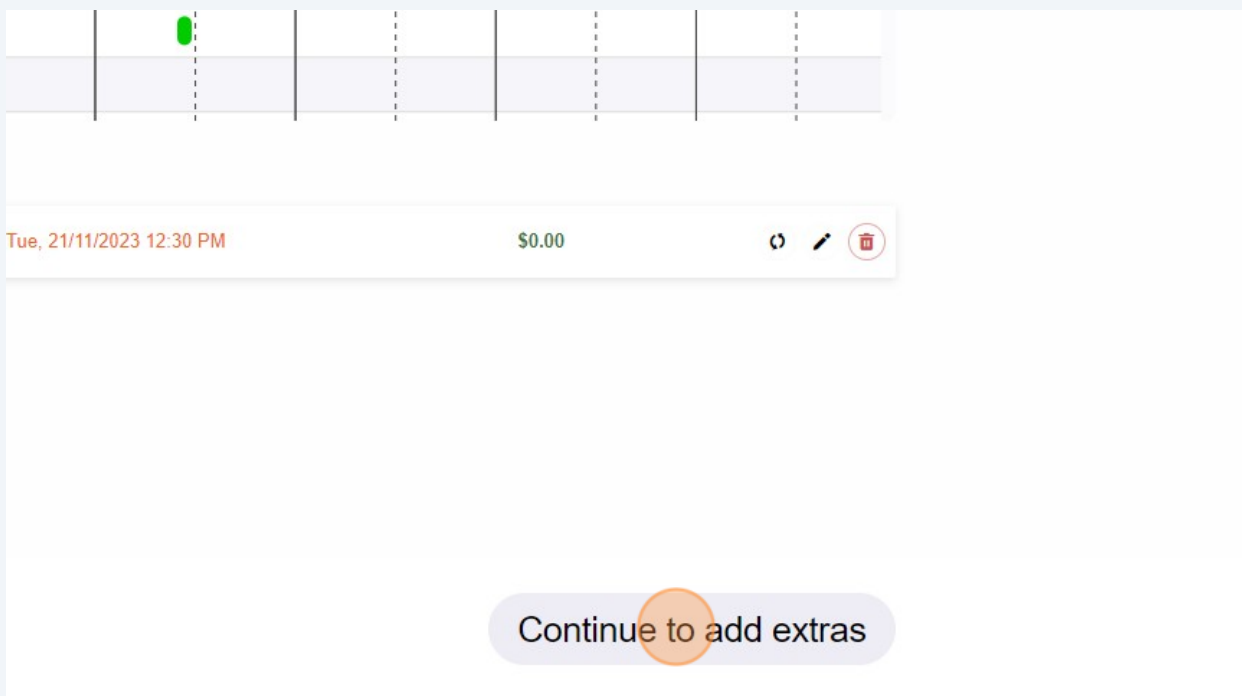 Tue, 21/11/2023 12:30 PM $0.00
Continue to add extras